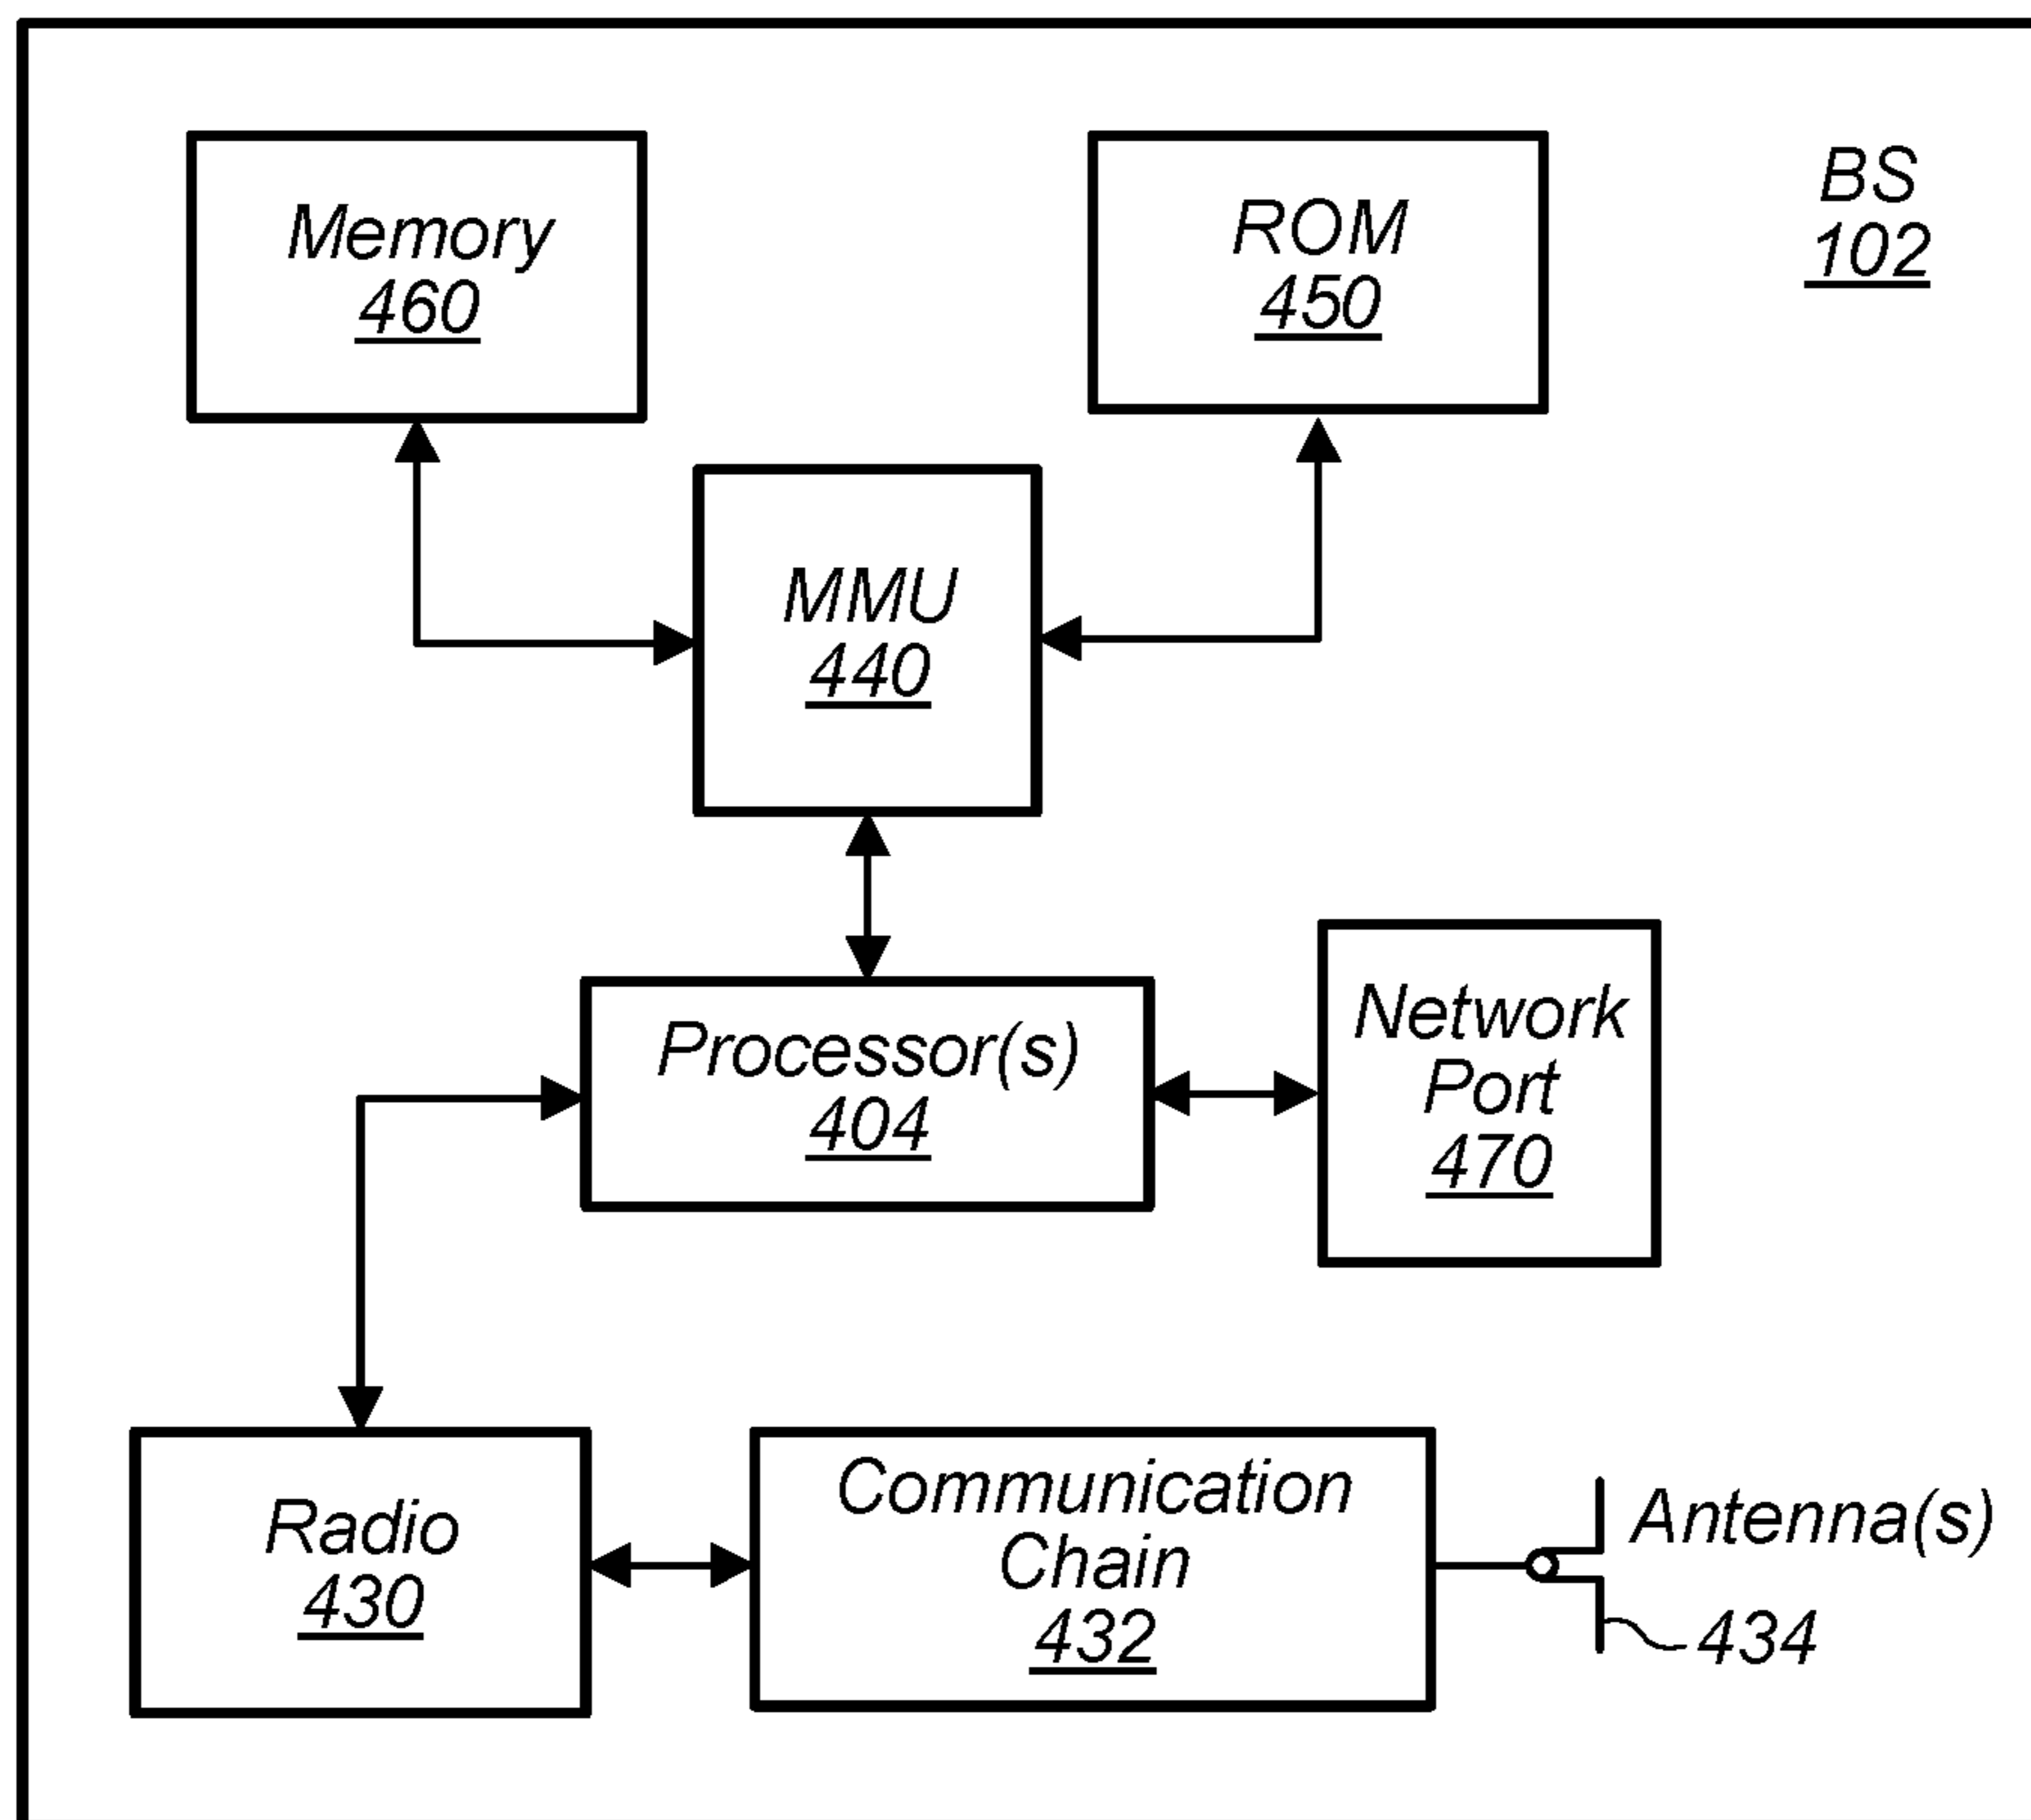 Memory
460
ROM
450
BS
102
MMU
440
Processor(s)
404
Network
Port
470
Radio
430
Communication
Chain
432
Antenna(s)
434